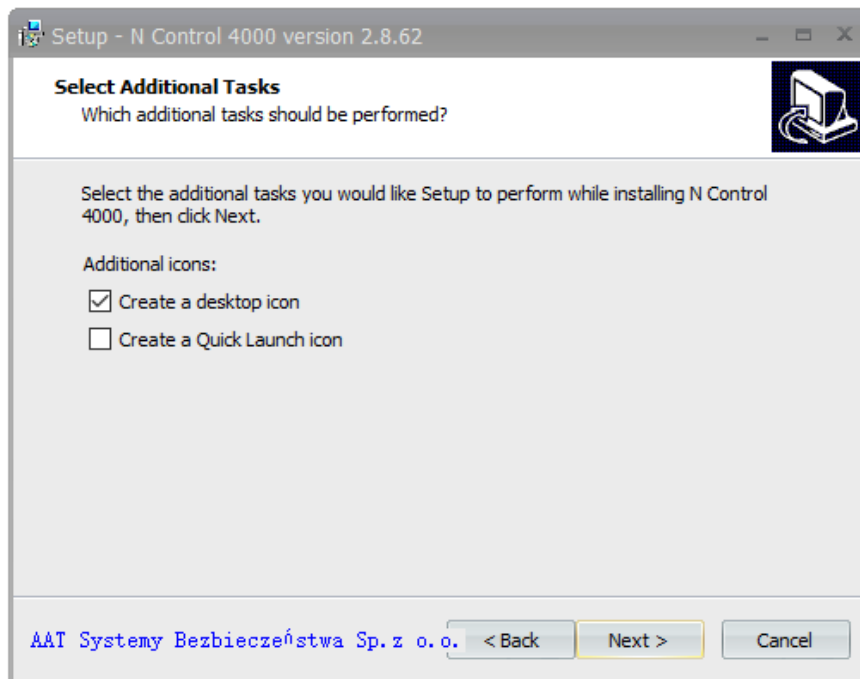 Setup - N Control 4000 version 2.8.62
Select Additional Tasks
Which additional tasks should be performed?
Select the additional tasks you would like Setup to perform while installing N Control
4000, then click Next.
Additional icons:
Create a desktop icon
Create a Quick Launch icon
AAT Systemy Bezbieczeństwa Sp.z o.o. < Back Next > Cancel